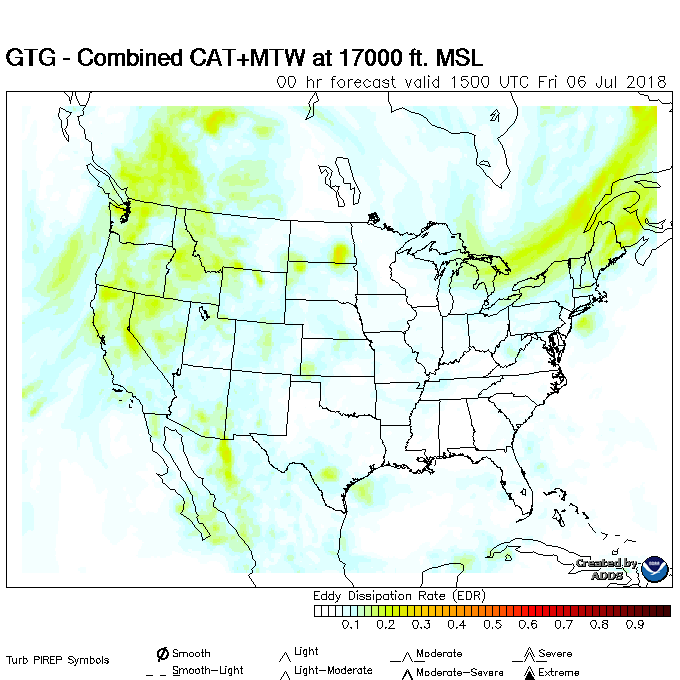 GTG - Combined CAT+MTW at 17000 ft. MSL
00 hr forecast valid 1500 UTC Fri 06 Jul 2018
Created by
ADDS
Eddy Dissipation Rate (EDR)
0.1 0.2 0.3 0.4 0.5 0.6 0.7 0.8 0.9
Turb PIREP Symbols
Smooth Light Moderate Severe
Smooth-Light Light-Moderate Moderate-Severe Extreme